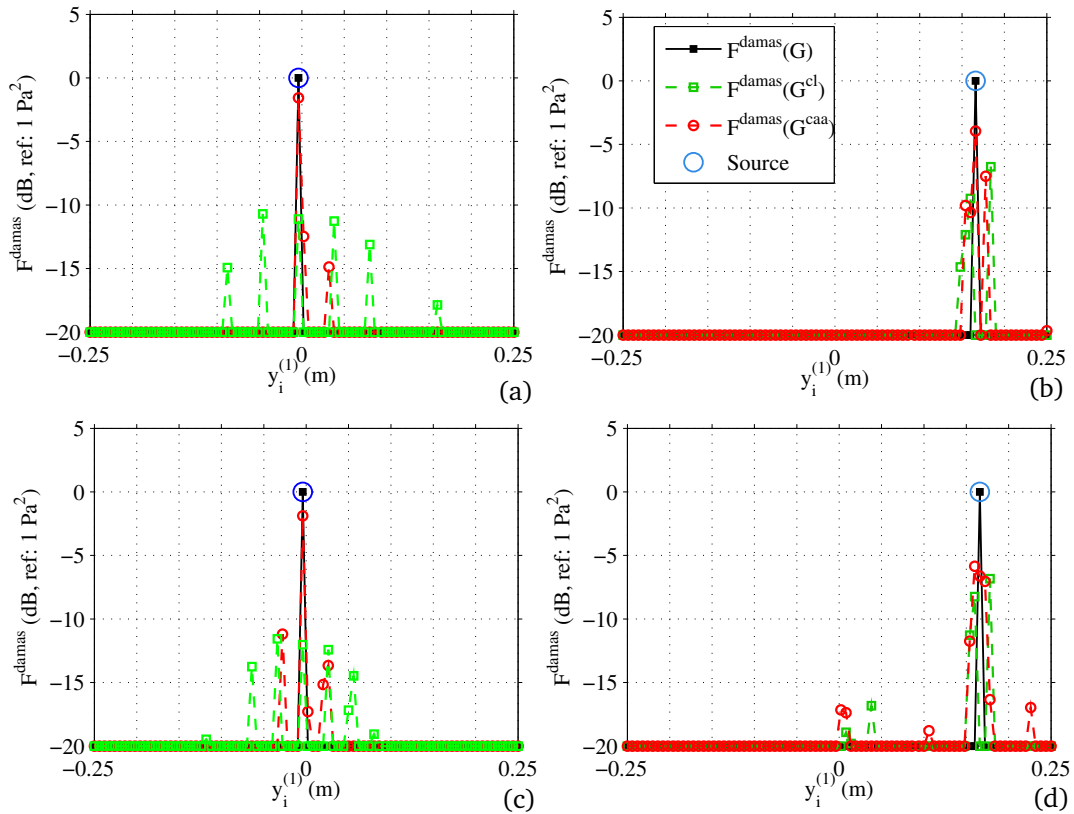 5
0
−5
−10
−15
−20
−0.25
0
0.25
F^damas (dB, ref: 1 Pa^2)
y_i^(1) (m)
(a)
5
0
−5
−10
−15
−20
−0.25
0
0.25
F^damas (dB, ref: 1 Pa^2)
y_i^(1) (m)
(b)
F^damas(G)
F^damas(G^cl)
F^damas(G^caa)
Source
5
0
−5
−10
−15
−20
−0.25
0
0.25
F^damas (dB, ref: 1 Pa^2)
y_i^(1) (m)
(c)
5
0
−5
−10
−15
−20
−0.25
0
0.25
F^damas (dB, ref: 1 Pa^2)
y_i^(1) (m)
(d)